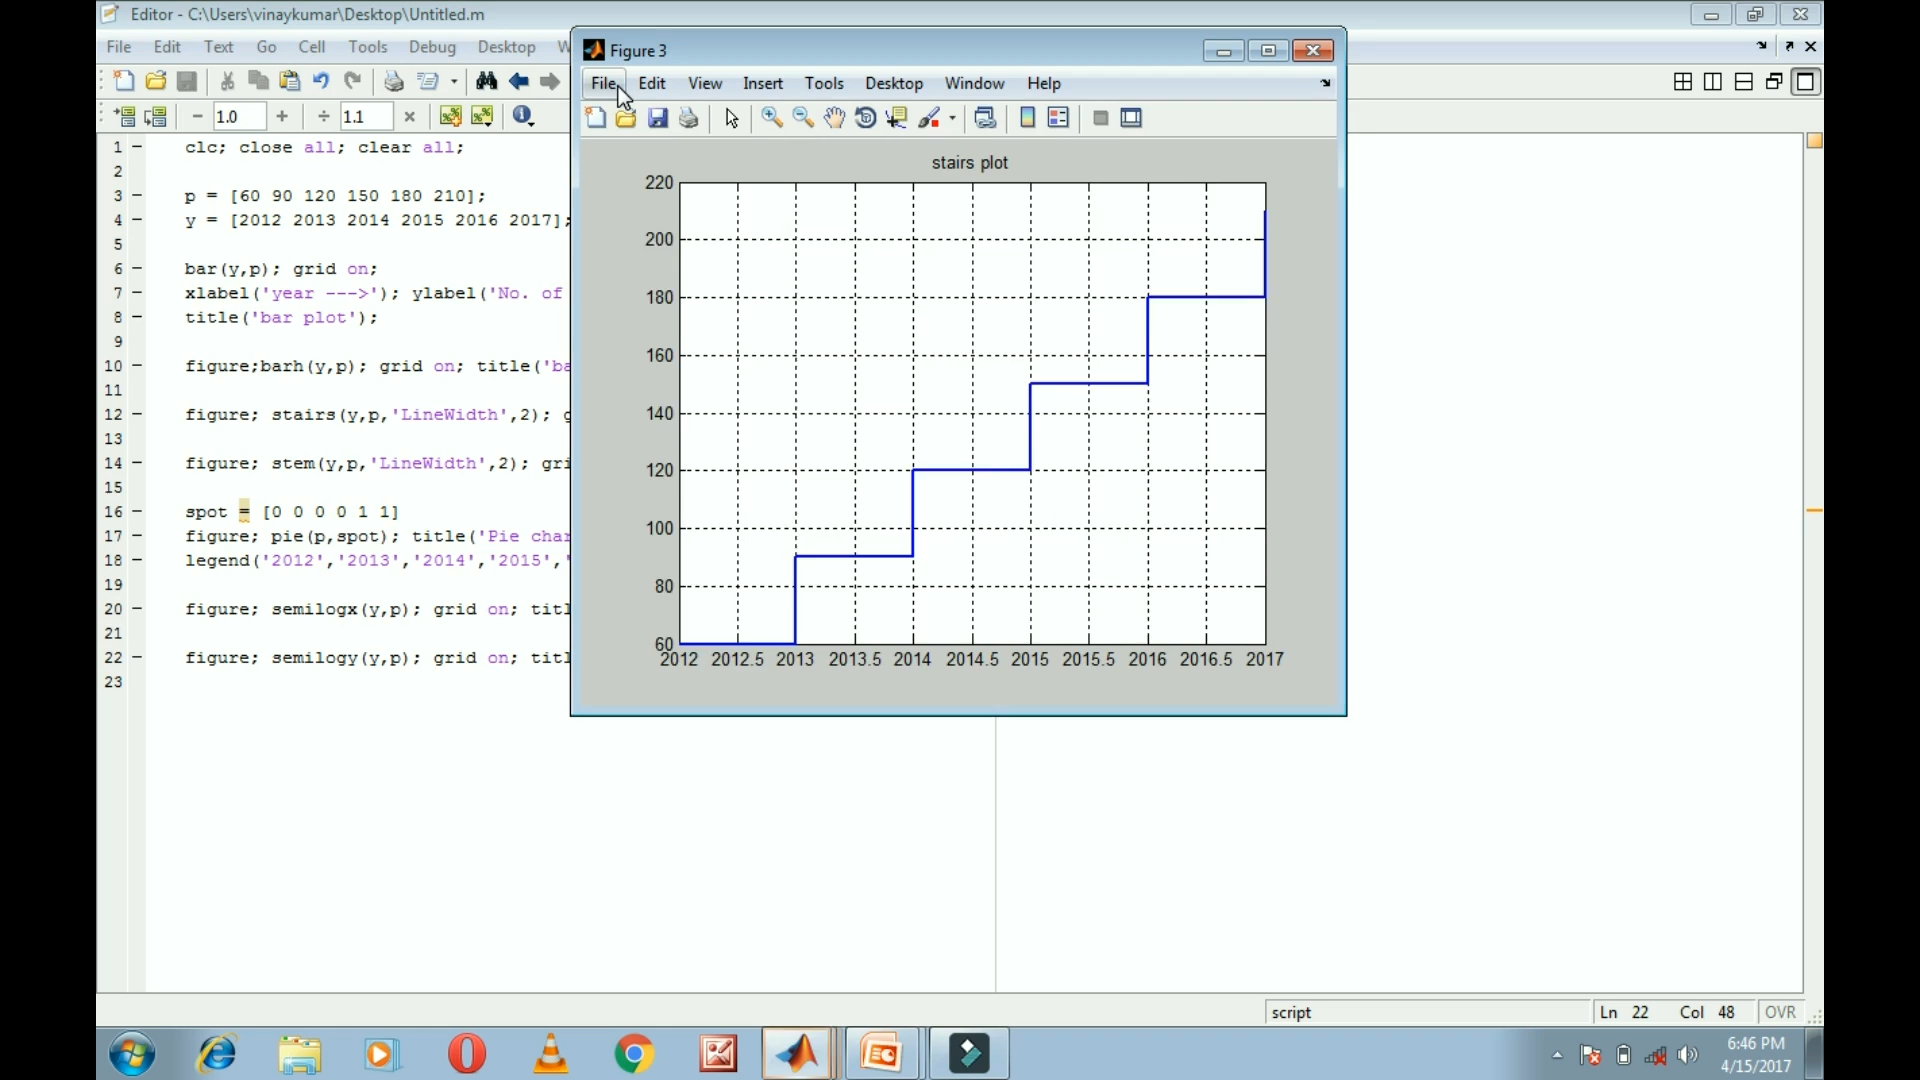 Editor - C:\Users\vinaykumar\Desktop\Untitled.m
File Edit Text Go Cell Tools Debug Desktop W
1.0
1.1
1 clc; close all; clear all;
2
3 p = [60 90 120 150 180 210];
4 y = [2012 2013 2014 2015 2016 2017];
5
6 bar(y,p); grid on;
7 xlabel('year --->'); ylabel('No. of
8 title('bar plot');
9
10 figure;barh(y,p); grid on; title('ba
11
12 figure; stairs(y,p,'LineWidth',2); g
13
14 figure; stem(y,p,'LineWidth',2); gri
15
16 spot = [0 0 0 0 1 1]
17 figure; pie(p,spot); title('Pie char
18 legend('2012','2013','2014','2015','
19
20 figure; semilogx(y,p); grid on; titl
21
22 figure; semilogy(y,p); grid on; titl
23
Figure 3
File Edit View Insert Tools Desktop Window Help
stairs plot
220
200
180
160
140
120
100
80
60
2012 2012.5 2013 2013.5 2014 2014.5 2015 2015.5 2016 2016.5 2017
script Ln 22 Col 48 OVR
6:46 PM
4/15/2017